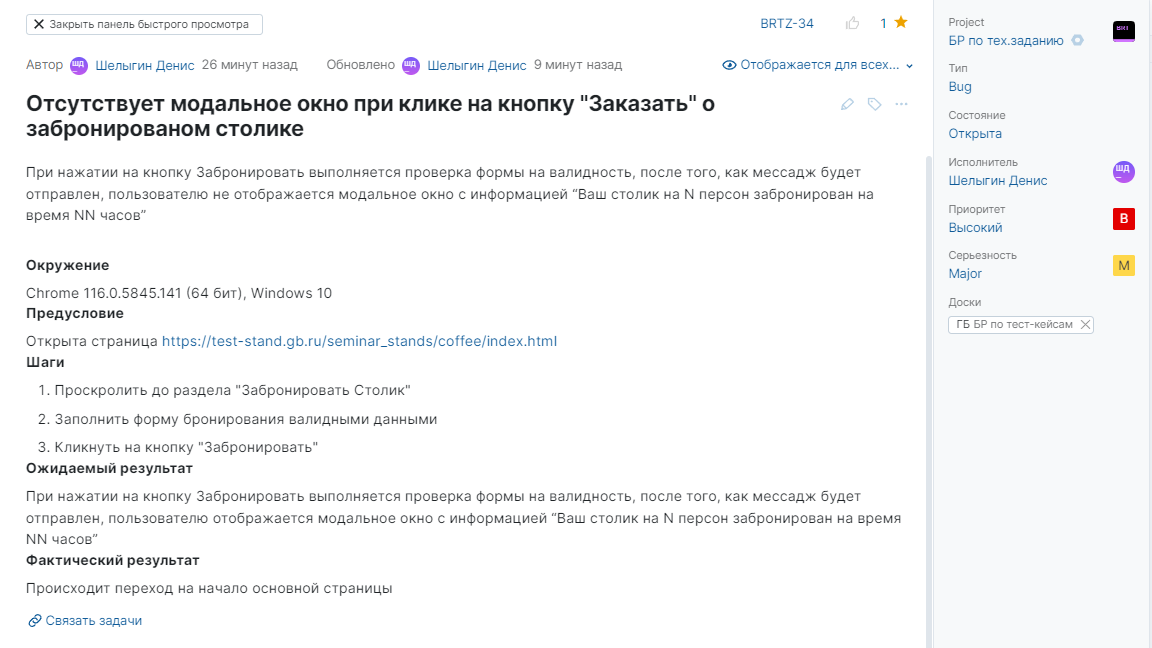 Закрыть панель быстрого просмотра
BRTZ-34 1
Автор ШД Шелыгин Денис 26 минут назад Обновлено ШД Шелыгин Денис 9 минут назад Отображается для всех...
Отсутствует модальное окно при клике на кнопку "Заказать" о
забронированом столике
При нажатии на кнопку Забронировать выполняется проверка формы на валидность, после того, как мессадж будет
отправлен, пользователю не отображается модальное окно с информацией “Ваш столик на N персон забронирован на
время NN часов”
Окружение
Chrome 116.0.5845.141 (64 бит), Windows 10
Предусловие
Открыта страница https://test-stand.gb.ru/seminar_stands/coffee/index.html
Шаги
1. Проскролить до раздела "Забронировать Столик"
2. Заполнить форму бронирования валидными данными
3. Кликнуть на кнопку "Забронировать"
Ожидаемый результат
При нажатии на кнопку Забронировать выполняется проверка формы на валидность, после того, как мессадж будет
отправлен, пользователю отображается модальное окно с информацией “Ваш столик на N персон забронирован на время
NN часов”
Фактический результат
Происходит переход на начало основной страницы
Связать задачи
Project
БР по тех.заданию
Тип
Bug
Состояние
Открыта
Исполнитель
Шелыгин Денис ШД
Приоритет
Высокий В
Серьезность
Major M
Доски
ГБ БР по тест-кейсам